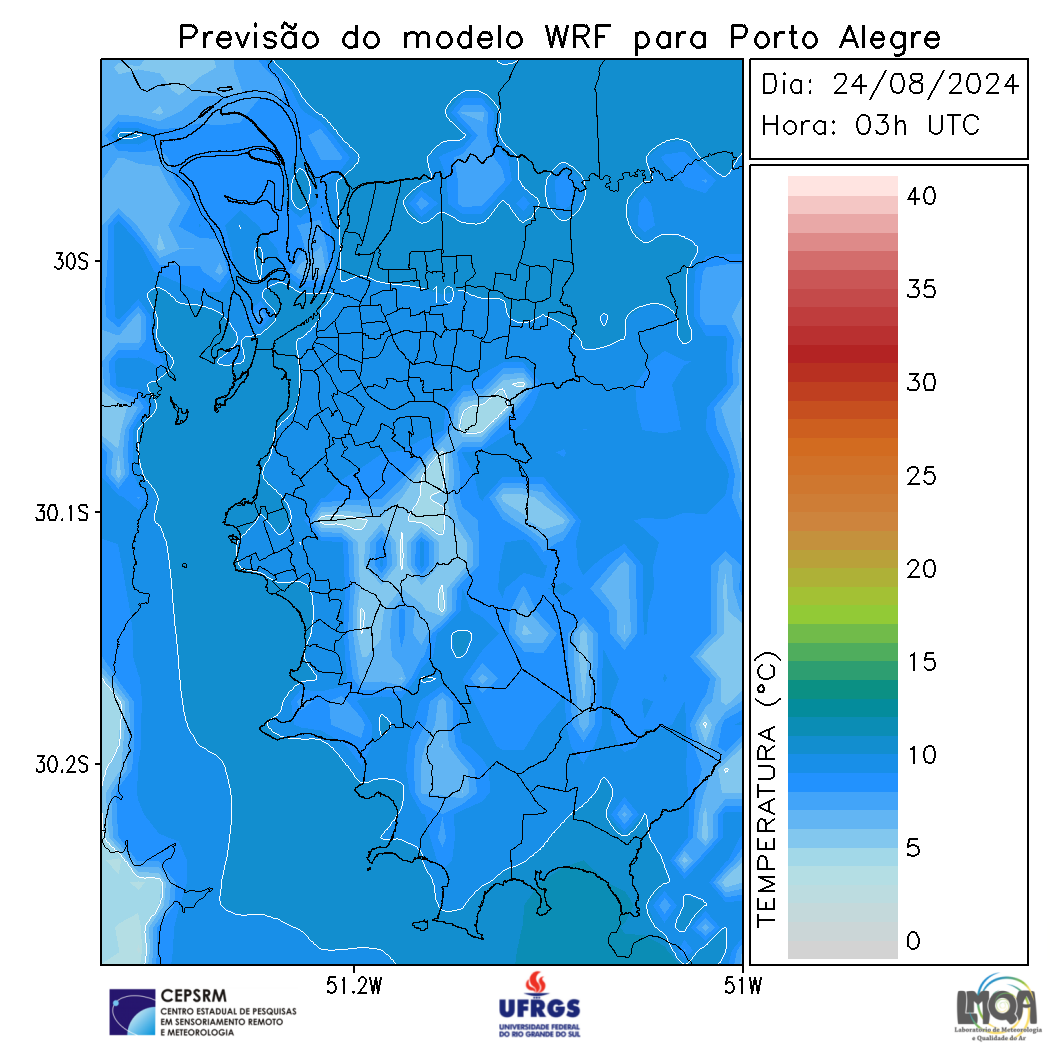 Previsão do modelo WRF para Porto Alegre
Dia: 24/08/2024
Hora: 03h UTC
40
35
30
25
20
15
10
5
0
TEMPERATURA (°C)
30S
30.1S
30.2S
51.2W
51W
10
CEPSRM
CENTRO ESTADUAL DE PESQUISAS
EM SENSORIAMENTO REMOTO
E METEOROLOGIA
UFRGS
UNIVERSIDADE FEDERAL
DO RIO GRANDE DO SUL
LMQA
Laboratório de Meteorologia
e Qualidade do Ar